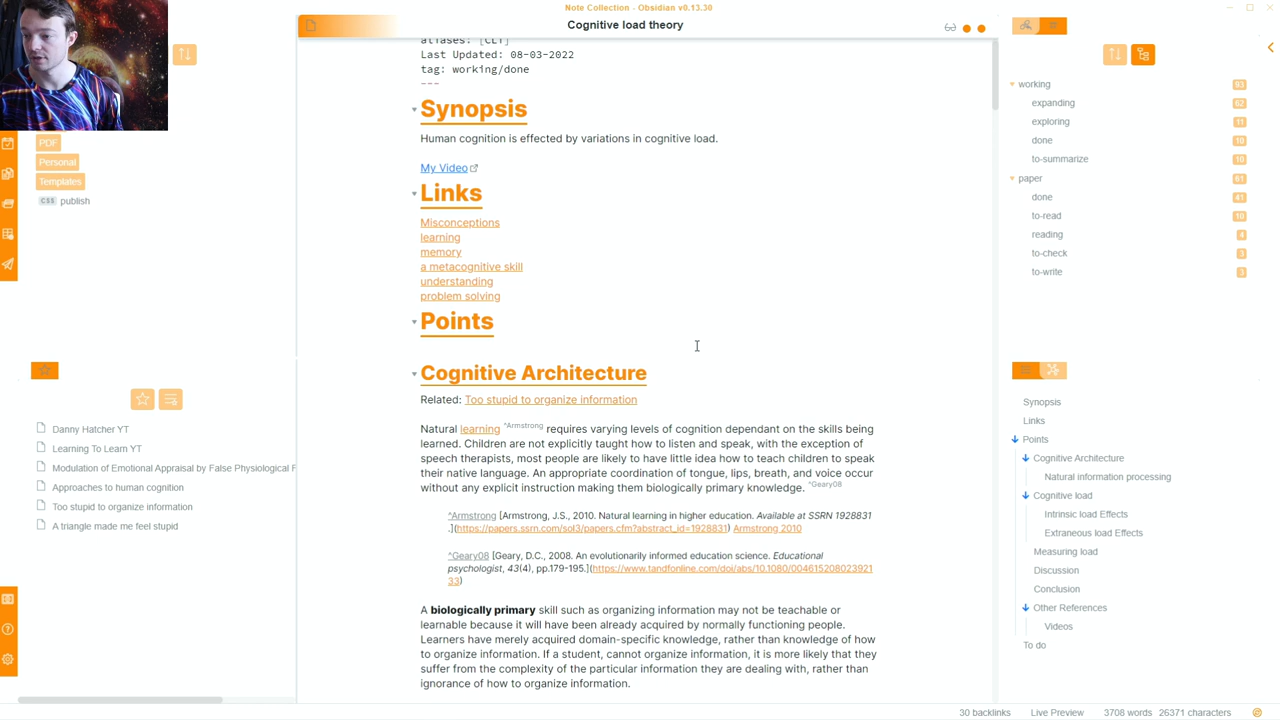 Note Collection - Obsidian v0.13.30
Cognitive load theory
aliases: [CLT]
Last Updated: 08-03-2022
tag: working/done
---
Synopsis
Human cognition is effected by variations in cognitive load.
My Video
Links
Misconceptions
learning
memory
a metacognitive skill
understanding
problem solving
Points
Cognitive Architecture
Related: Too stupid to organize information
Natural learning ^Armstrong requires varying levels of cognition dependant on the skills being
learned. Children are not explicitly taught how to listen and speak, with the exception of
speech therapists, most people are likely to have little idea how to teach children to speak
their native language. An appropriate coordination of tongue, lips, breath, and voice occur
without any explicit instruction making them biologically primary knowledge. ^Geary08
^Armstrong [Armstrong, J.S., 2010. Natural learning in higher education. Available at SSRN 1928831
.](https://papers.ssrn.com/sol3/papers.cfm?abstract_id=1928831) Armstrong 2010
^Geary08 [Geary, D.C., 2008. An evolutionarily informed education science. Educational
psychologist, 43(4), pp.179-195.](https://www.tandfonline.com/doi/abs/10.1080/004615208023921
33)
A biologically primary skill such as organizing information may not be teachable or
learnable because it will have been already acquired by normally functioning people.
Learners have merely acquired domain-specific knowledge, rather than knowledge of how
to organize information. If a student, cannot organize information, it is more likely that they
suffer from the complexity of the particular information they are dealing with, rather than
ignorance of how to organize information.
PDF
Personal
Templates
CSS publish
Danny Hatcher YT
Learning To Learn YT
Modulation of Emotional Appraisal by False Physiological F
Approaches to human cognition
Too stupid to organize information
A triangle made me feel stupid
working 93
expanding 62
exploring 11
done 10
to-summarize 10
paper 61
done 41
to-read 10
reading 4
to-check 3
to-write 3
Synopsis
Links
Points
Cognitive Architecture
Natural information processing
Cognitive load
Intrinsic load Effects
Extraneous load Effects
Measuring load
Discussion
Conclusion
Other References
Videos
To do
30 backlinks Live Preview 3708 words 26371 characters